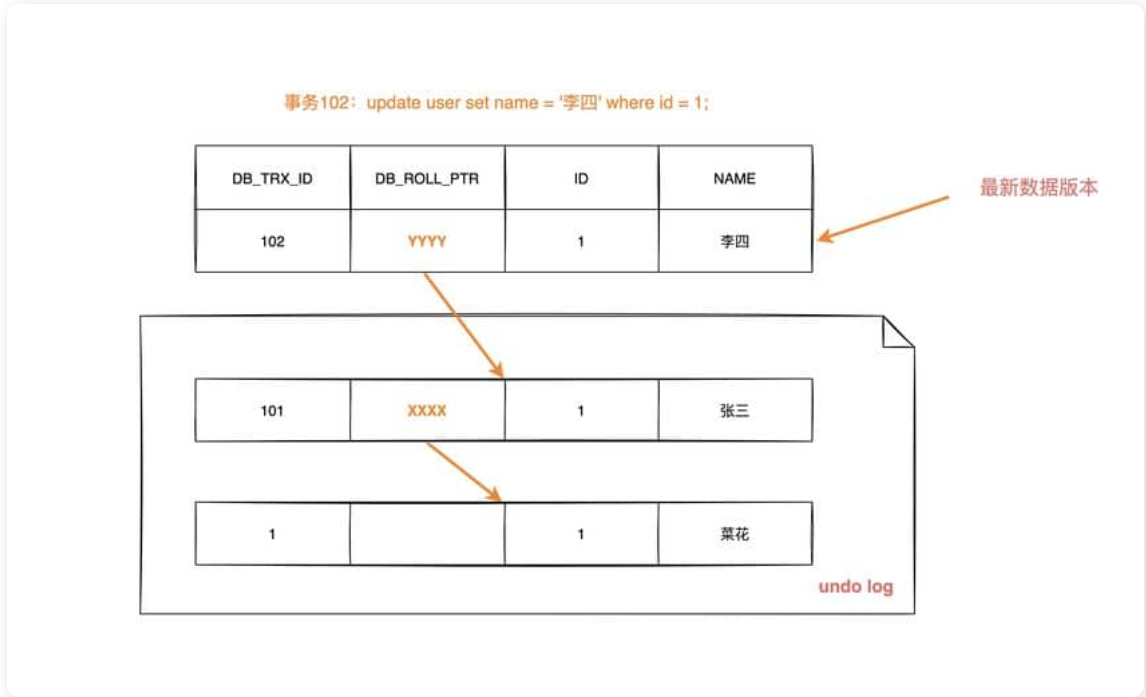 事务102：update user set name = '李四' where id = 1;
DB_TRX_ID DB_ROLL_PTR ID NAME
最新数据版本
102 YYYY 1 李四
101 XXXX 1 张三
1 1 菜花
undo log